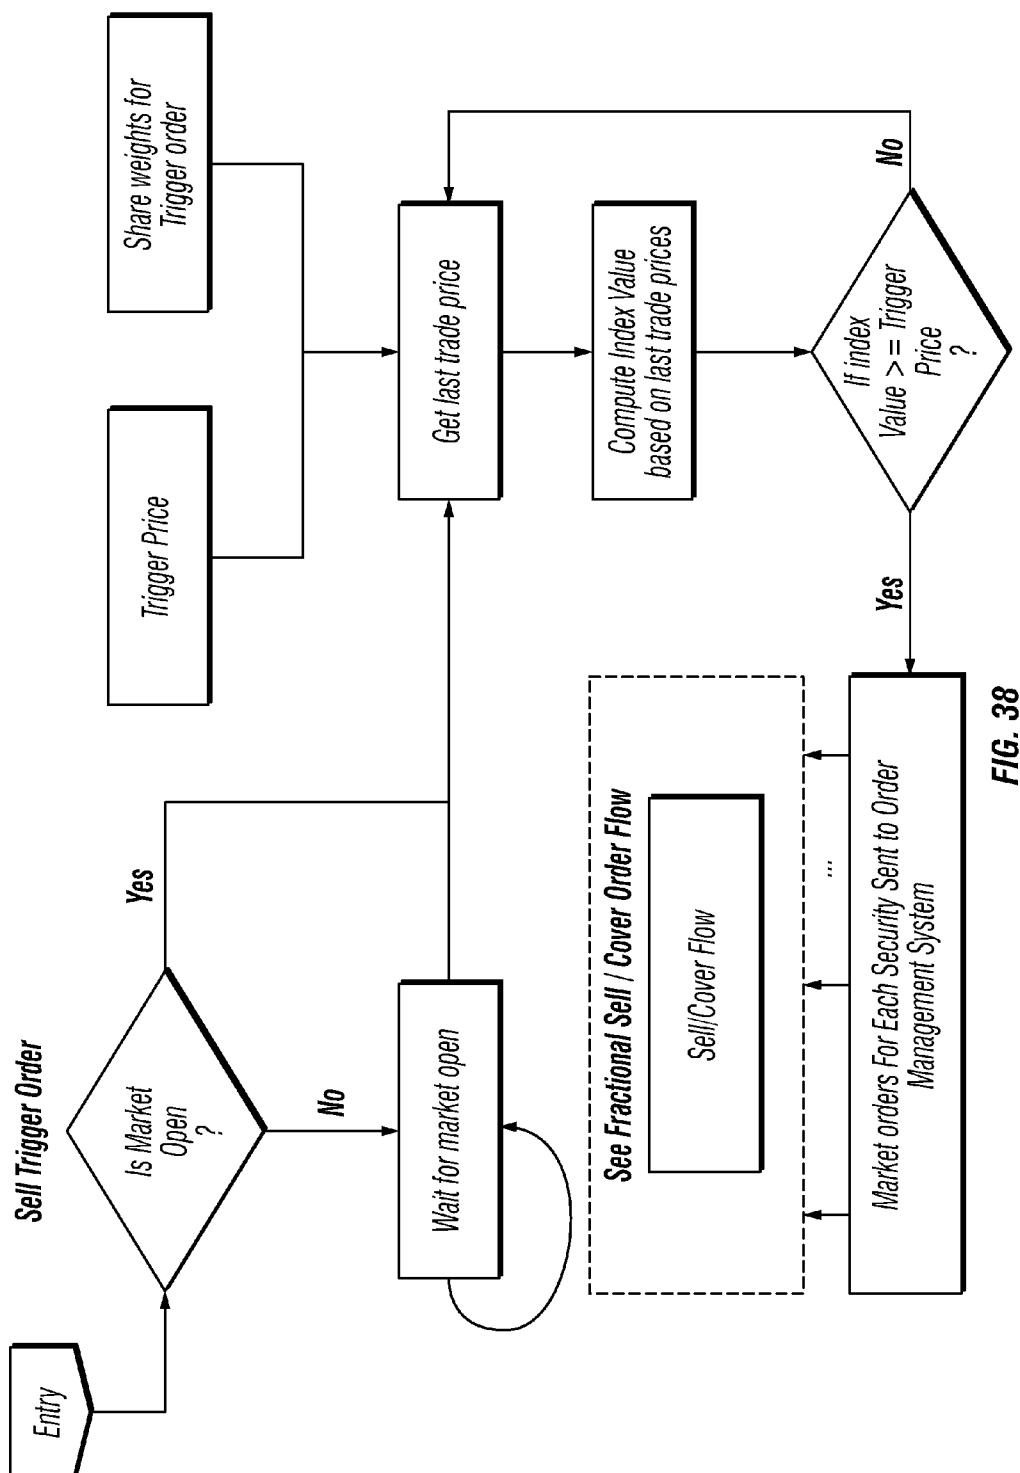 Sell Trigger Order
Entry
Is Market
Open
?
Yes
No
Wait for market open
Trigger Price
Share weights for
Trigger order
Get last trade price
Compute Index Value
based on last trade prices
If index
Value > = Trigger
Price
?
No
Yes
See Fractional Sell / Cover Order Flow
Sell/Cover Flow
...
Market orders For Each Security Sent to Order
Management System
FIG. 38